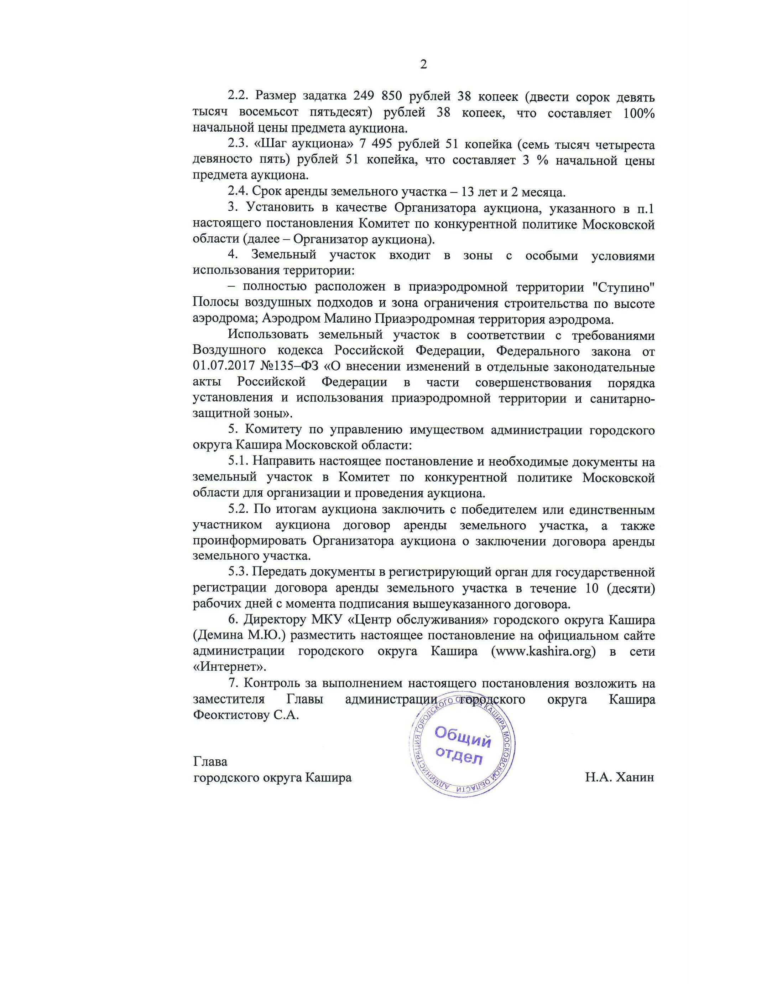 2
2.2. Размер задатка 249 850 рублей 38 копеек (двести сорок девять
тысяч восемьсот пятьдесят) рублей 38 копеек, что составляет 100%
начальной цены предмета аукциона.
2.3. «Шаг аукциона» 7 495 рублей 51 копейка (семь тысяч четыреста
девяносто пять) рублей 51 копейка, что составляет 3 % начальной цены
предмета аукциона.
2.4. Срок аренды земельного участка – 13 лет и 2 месяца.
3. Установить в качестве Организатора аукциона, указанного в п.1
настоящего постановления Комитет по конкурентной политике Московской
области (далее – Организатор аукциона).
4. Земельный участок входит в зоны с особыми условиями
использования территории:
– полностью расположен в приаэродромной территории "Ступино"
Полосы воздушных подходов и зона ограничения строительства по высоте
аэродрома; Аэродром Малино Приаэродромная территория аэродрома.
Использовать земельный участок в соответствии с требованиями
Воздушного кодекса Российской Федерации, Федерального закона от
01.07.2017 №135–ФЗ «О внесении изменений в отдельные законодательные
акты Российской Федерации в части совершенствования порядка
установления и использования приаэродромной территории и санитарно-
защитной зоны».
5. Комитету по управлению имуществом администрации городского
округа Кашира Московской области:
5.1. Направить настоящее постановление и необходимые документы на
земельный участок в Комитет по конкурентной политике Московской
области для организации и проведения аукциона.
5.2. По итогам аукциона заключить с победителем или единственным
участником аукциона договор аренды земельного участка, а также
проинформировать Организатора аукциона о заключении договора аренды
земельного участка.
5.3. Передать документы в регистрирующий орган для государственной
регистрации договора аренды земельного участка в течение 10 (десяти)
рабочих дней с момента подписания вышеуказанного договора.
6. Директору МКУ «Центр обслуживания» городского округа Кашира
(Демина М.Ю.) разместить настоящее постановление на официальном сайте
администрации городского округа Кашира (www.kashira.org) в сети
«Интернет».
7. Контроль за выполнением настоящего постановления возложить на
заместителя Главы администрации городского округа Кашира
Феоктистову С.А.
АДМИНИСТРАЦИЯ ГОРОДСКОГО ОКРУГА КАШИРА МОСКОВСКОЙ ОБЛАСТИ
Общий
отдел
Глава
городского округа Кашира Н.А. Ханин